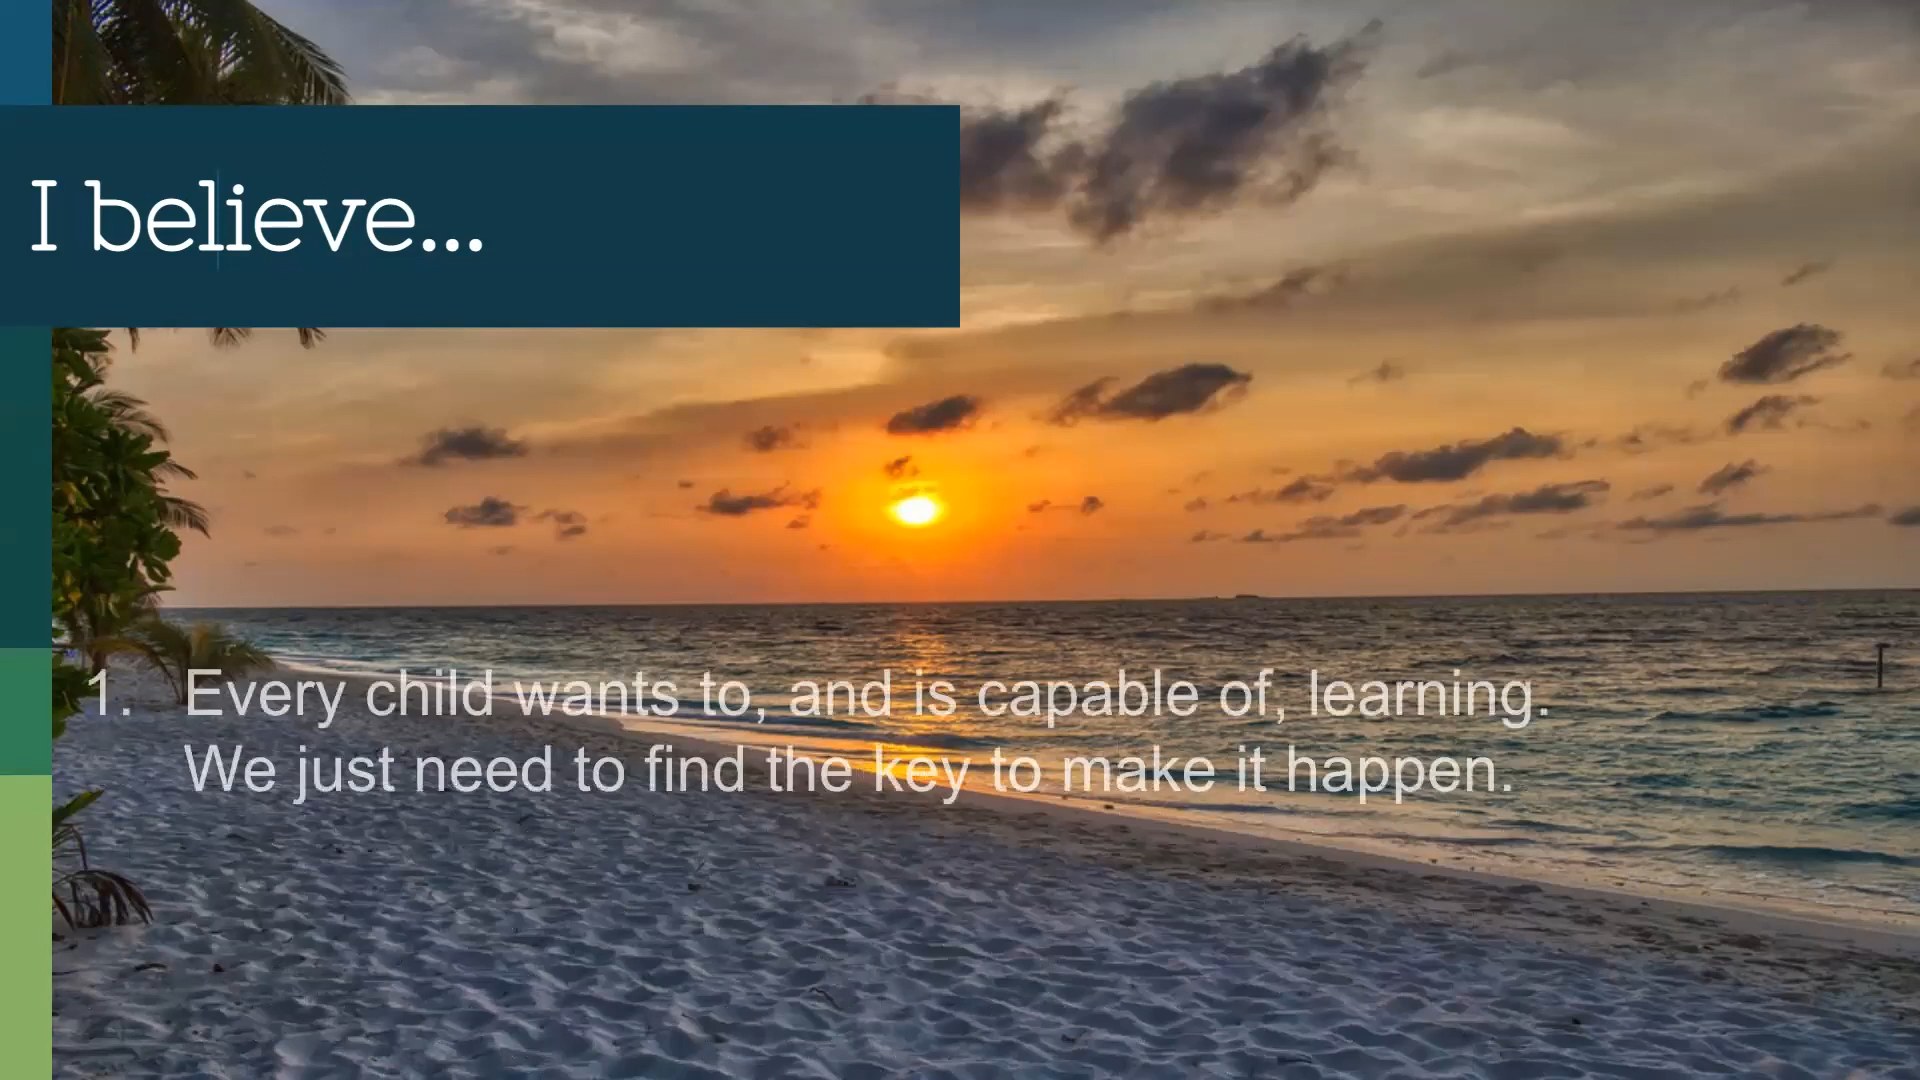 I believe...
1. Every child wants to, and is capable of, learning.
We just need to find the key to make it happen.